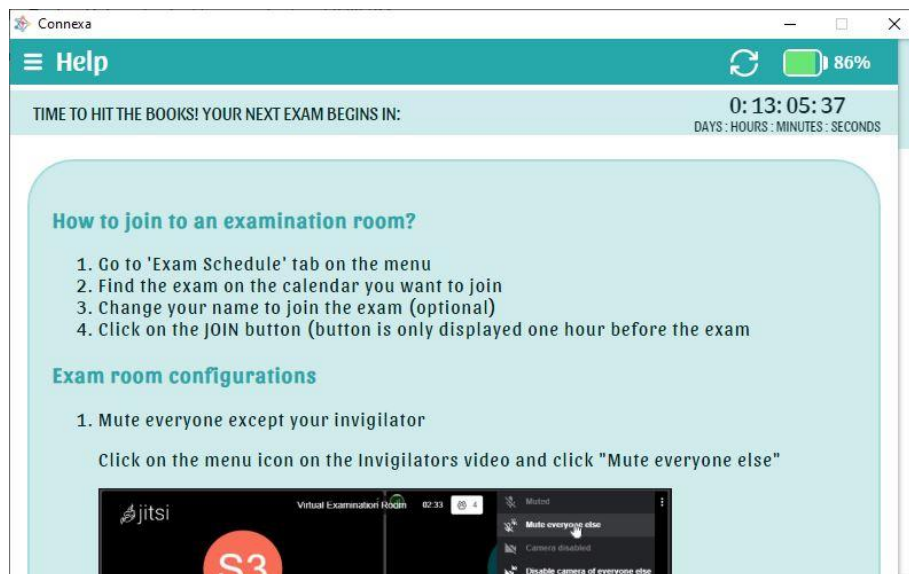 Connexa
Help
86%
TIME TO HIT THE BOOKS! YOUR NEXT EXAM BEGINS IN:
0: 13: 05: 37
DAYS : HOURS : MINUTES : SECONDS
How to join to an examination room?
1. Go to 'Exam Schedule' tab on the menu
2. Find the exam on the calendar you want to join
3. Change your name to join the exam (optional)
4. Click on the JOIN button (button is only displayed one hour before the exam
Exam room configurations
1. Mute everyone except your invigilator
Click on the menu icon on the Invigilators video and click "Mute everyone else"
jitsi
Virtual Examination Room
02:33
4
Muted
Mute everyone else
Camera disabled
Disable camera of everyone else
S3